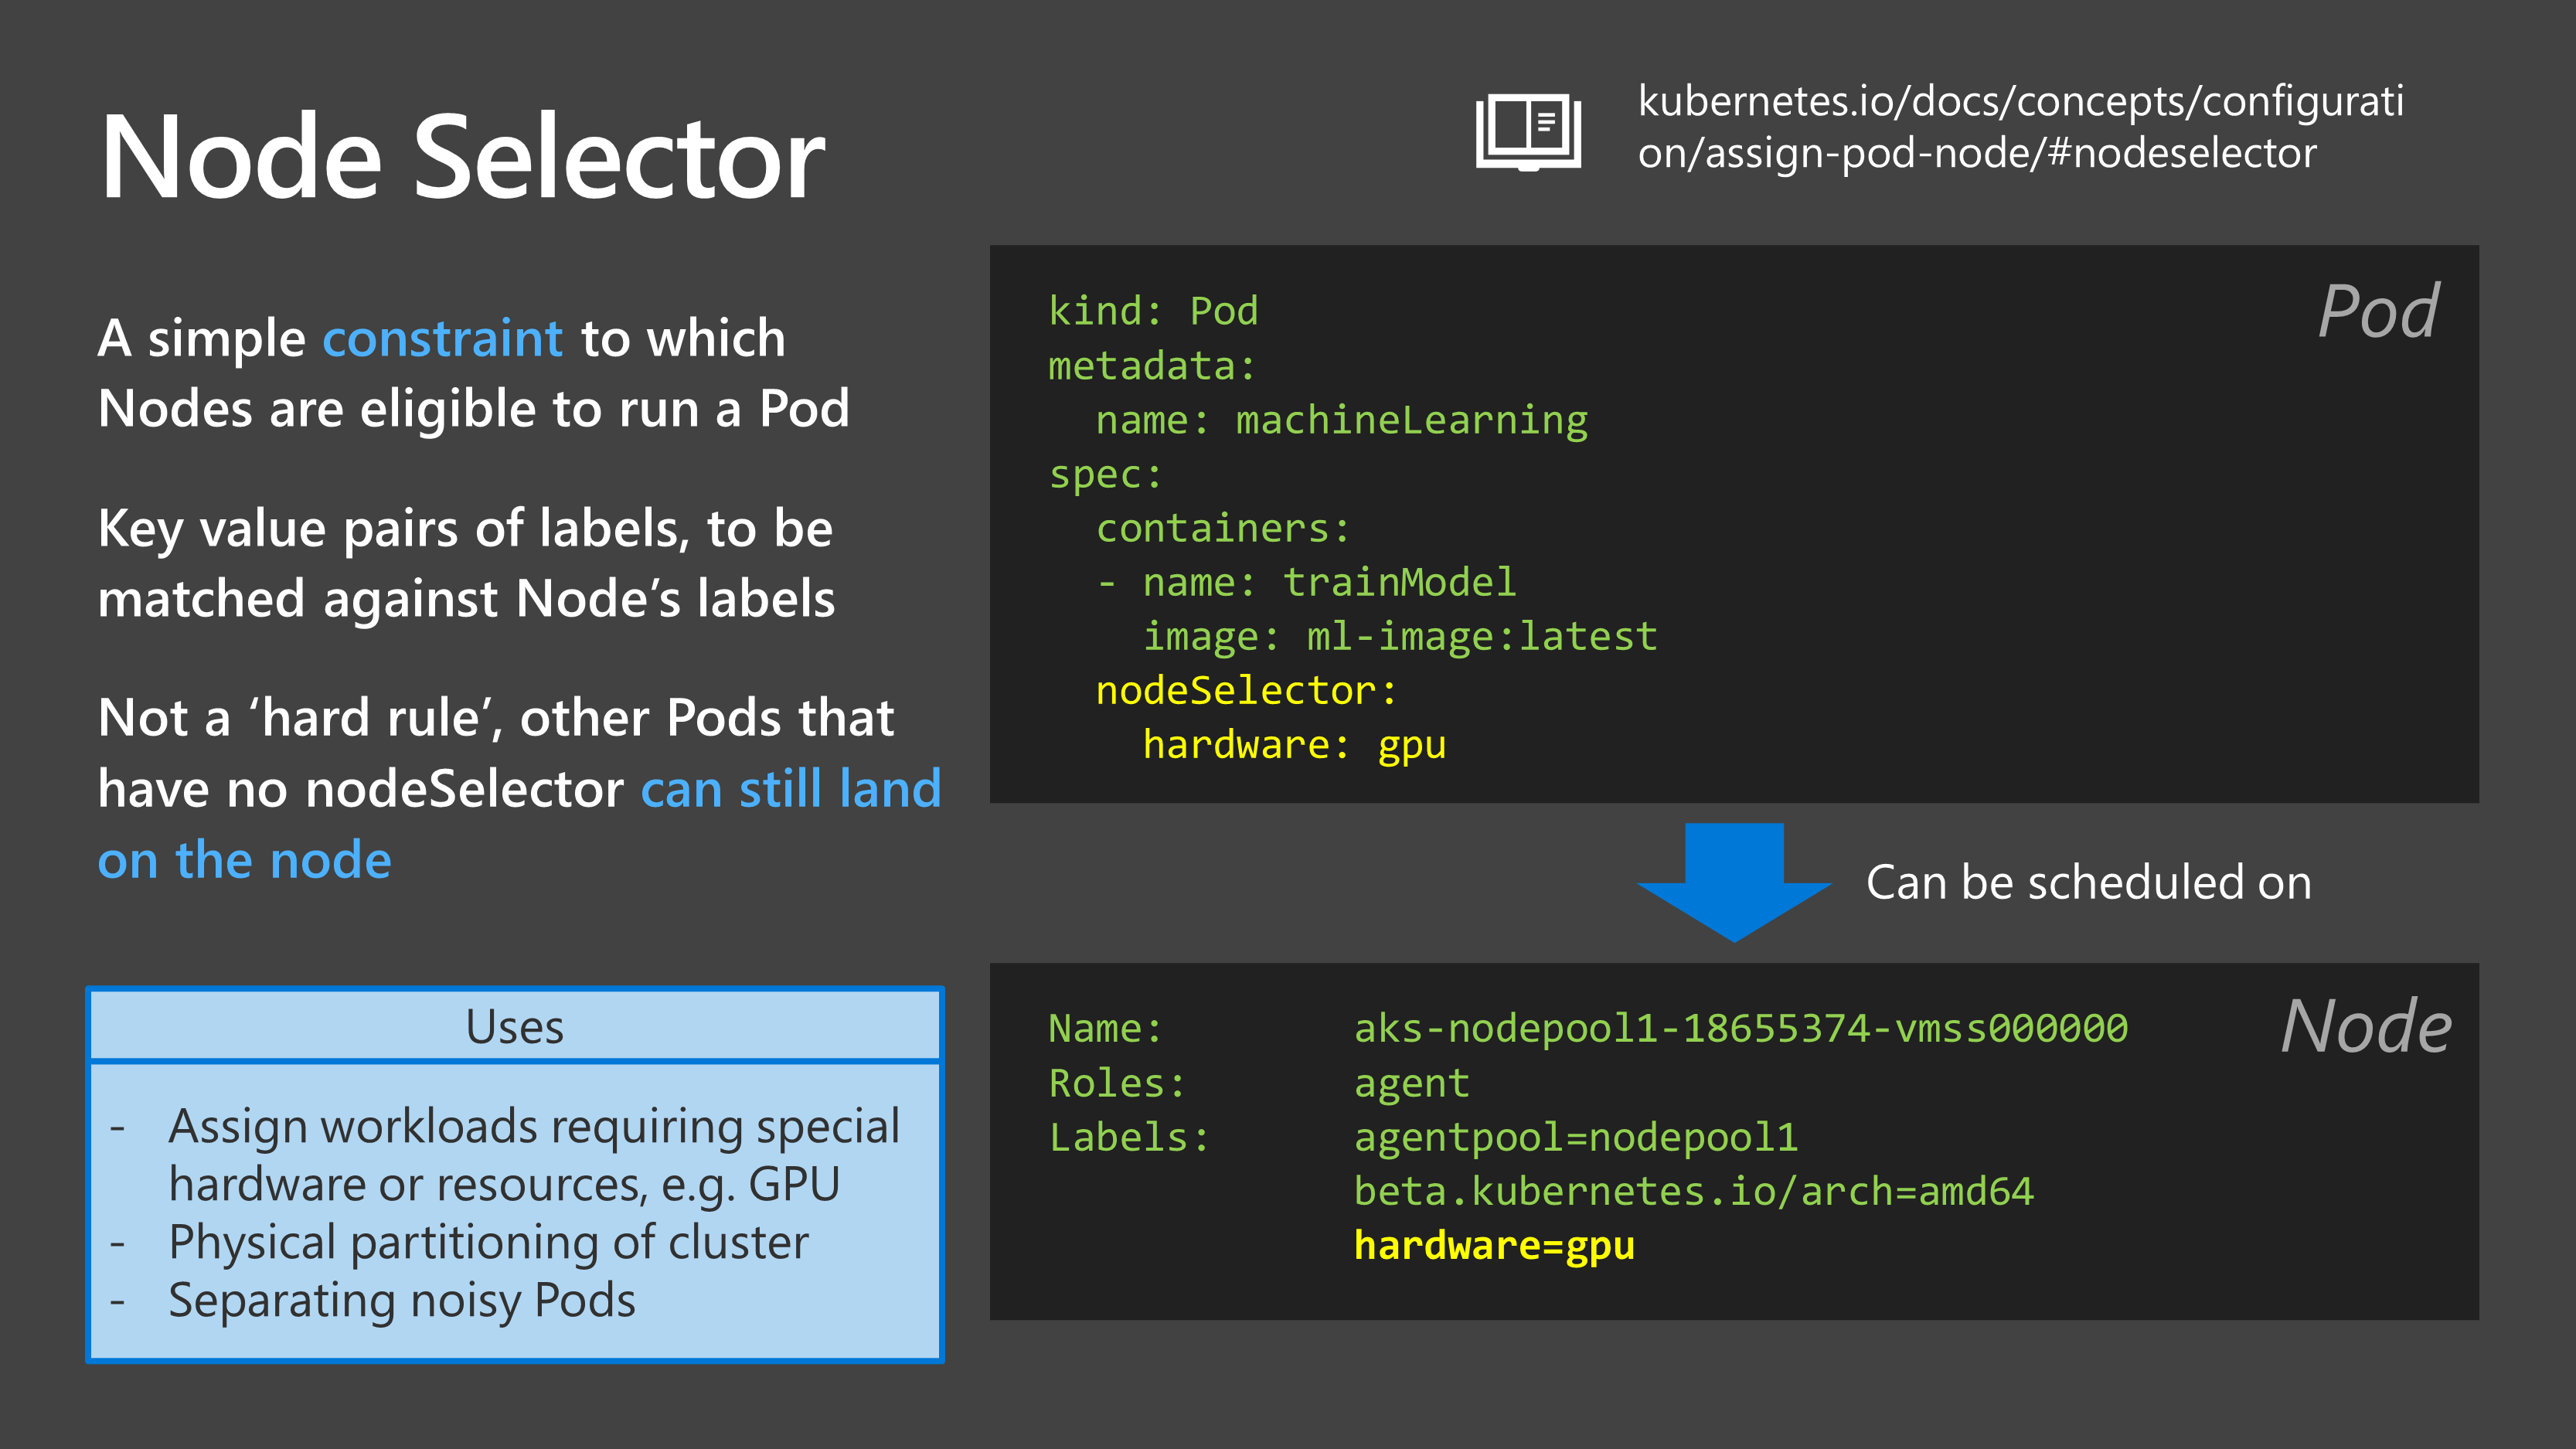 Node Selector
kubernetes.io/docs/concepts/configurati
on/assign-pod-node/#nodeselector
A simple constraint to which
Nodes are eligible to run a Pod
Key value pairs of labels, to be
matched against Node’s labels
Not a ‘hard rule’, other Pods that
have no nodeSelector can still land
on the node
Uses
- Assign workloads requiring special
hardware or resources, e.g. GPU
- Physical partitioning of cluster
- Separating noisy Pods
Pod
kind: Pod
metadata:
  name: machineLearning
spec:
  containers:
  - name: trainModel
    image: ml-image:latest
  nodeSelector:
    hardware: gpu
Can be scheduled on
Node
Name: aks-nodepool1-18655374-vmss000000
Roles: agent
Labels: agentpool=nodepool1
beta.kubernetes.io/arch=amd64
hardware=gpu